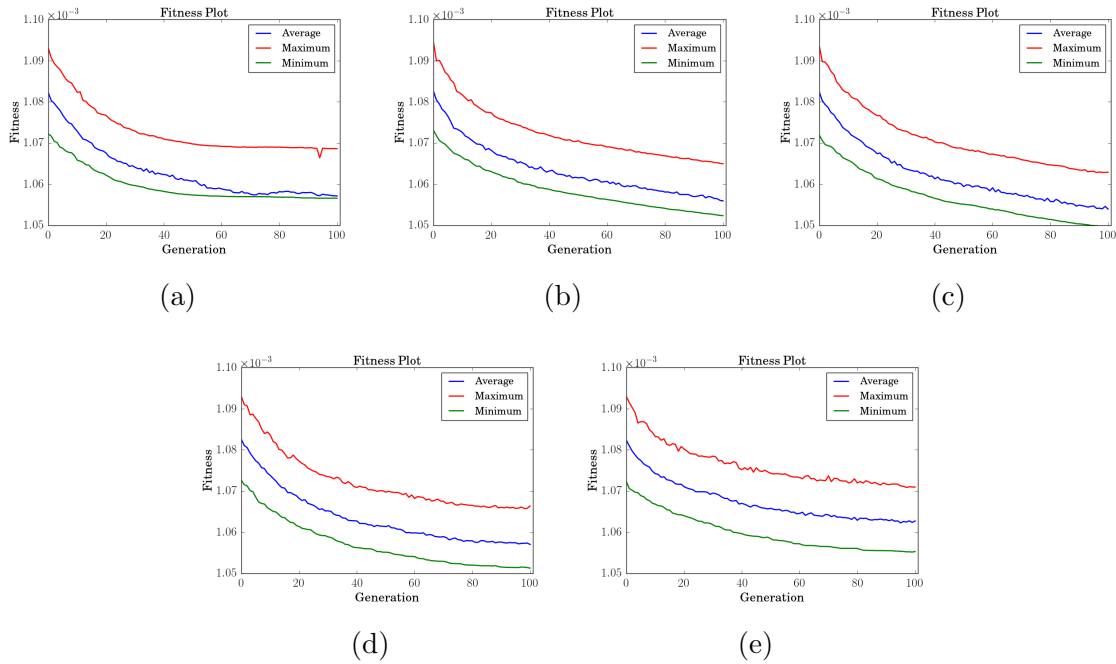 Fitness Plot
×10⁻³
1.10
1.09
1.08
1.07
1.06
1.05
Fitness
0 20 40 60 80 100
Generation
Average
Maximum
Minimum
(a)
Fitness Plot
×10⁻³
1.10
1.09
1.08
1.07
1.06
1.05
Fitness
0 20 40 60 80 100
Generation
Average
Maximum
Minimum
(b)
Fitness Plot
×10⁻³
1.10
1.09
1.08
1.07
1.06
1.05
Fitness
0 20 40 60 80 100
Generation
Average
Maximum
Minimum
(c)
Fitness Plot
×10⁻³
1.10
1.09
1.08
1.07
1.06
1.05
Fitness
0 20 40 60 80 100
Generation
Average
Maximum
Minimum
(d)
Fitness Plot
×10⁻³
1.10
1.09
1.08
1.07
1.06
1.05
Fitness
0 20 40 60 80 100
Generation
Average
Maximum
Minimum
(e)